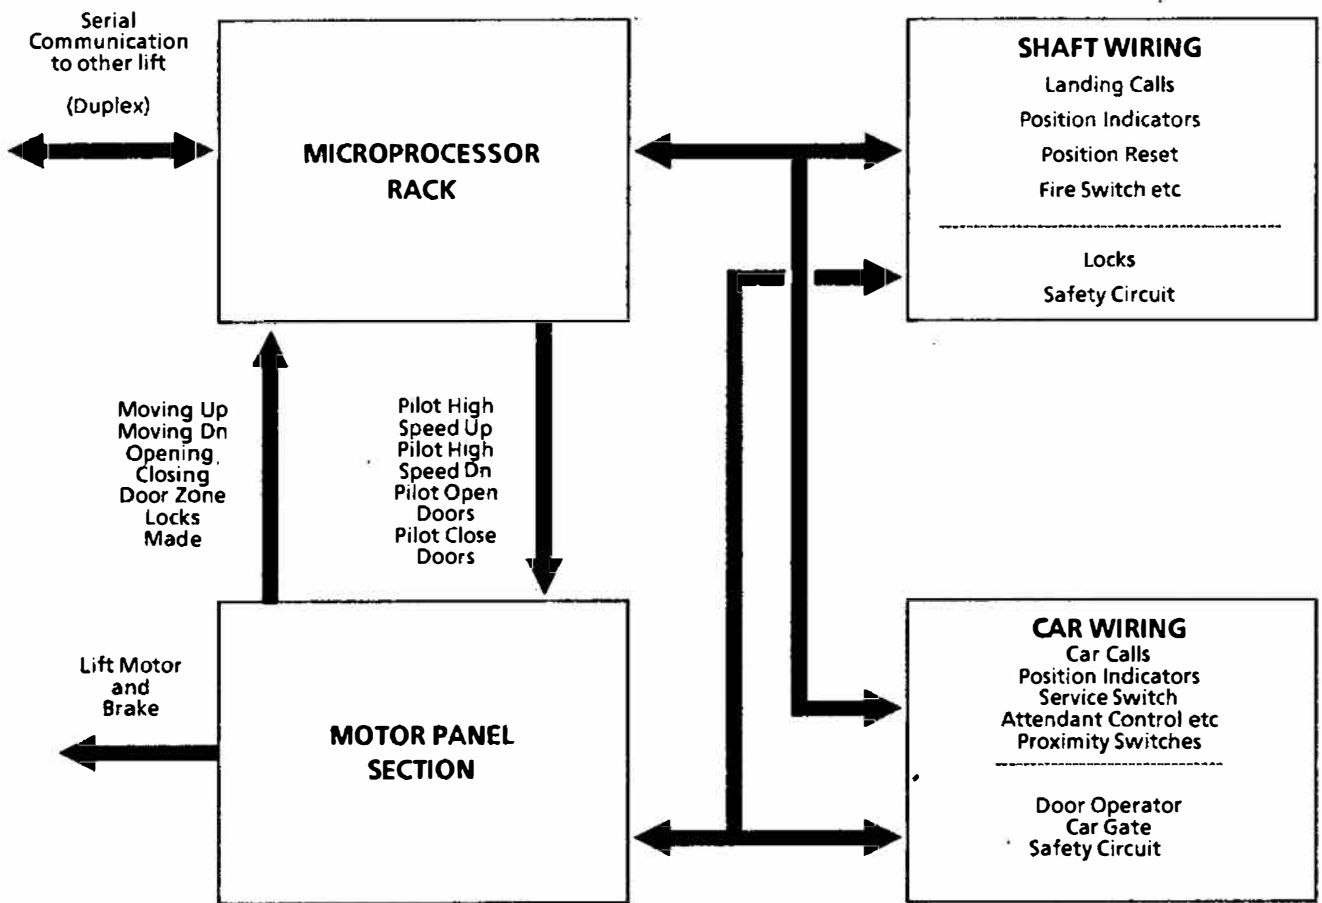 Serial
Communication
to other lift
(Duplex)
MICROPROCESSOR
RACK
SHAFT WIRING
Landing Calls
Position Indicators
Position Reset
Fire Switch etc
Locks
Safety Circuit
Moving Up
Moving Dn
Opening
Closing
Door Zone
Locks
Made
Pilot High
Speed Up
Pilot High
Speed Dn
Pilot Open
Doors
Pilot Close
Doors
Lift Motor
and
Brake
MOTOR PANEL
SECTION
CAR WIRING
Car Calls
Position Indicators
Service Switch
Attendant Control etc
Proximity Switches
Door Operator
Car Gate
Safety Circuit